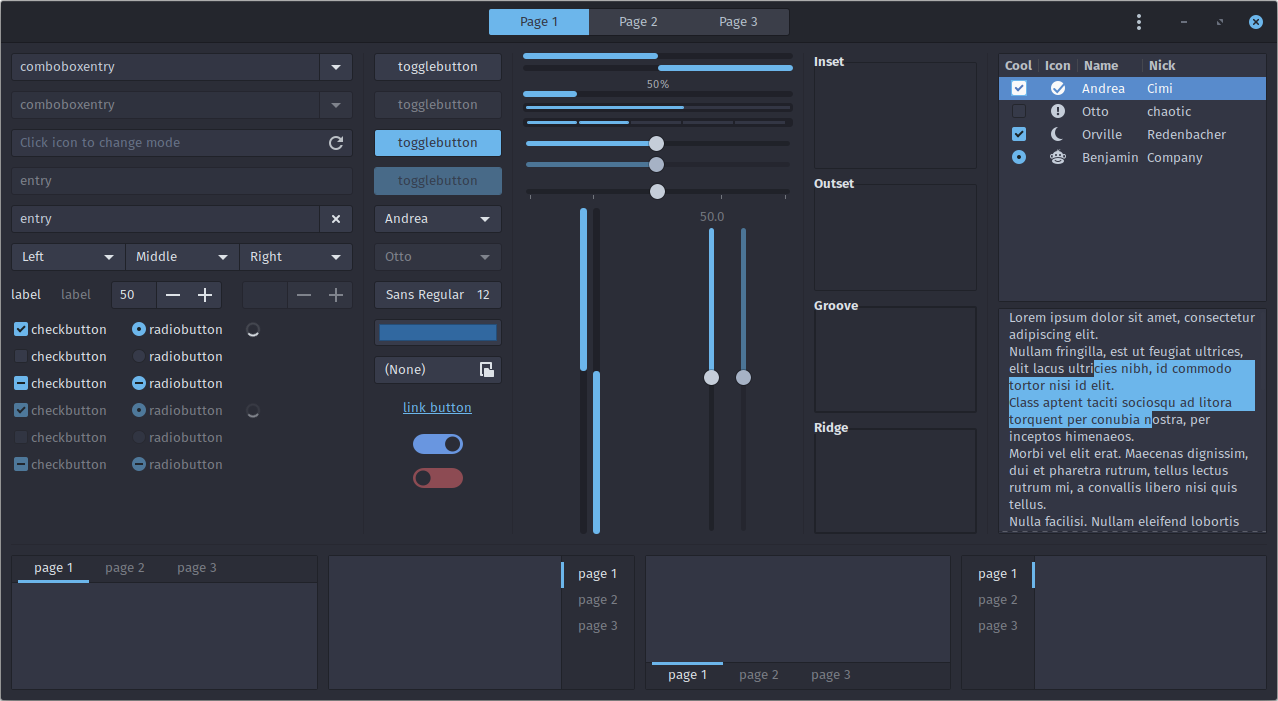 Page 1 Page 2 Page 3
comboboxentry
comboboxentry
Click icon to change mode
entry
entry
Left Middle Right
label label 50
checkbutton radiobutton
checkbutton radiobutton
checkbutton radiobutton
checkbutton radiobutton
checkbutton radiobutton
checkbutton radiobutton
togglebutton
togglebutton
togglebutton
togglebutton
Andrea
Otto
Sans Regular 12
(None)
link button
50%
50.0
Inset
Outset
Groove
Ridge
Cool Icon Name Nick
Andrea Cimi
Otto chaotic
Orville Redenbacher
Benjamin Company
Lorem ipsum dolor sit amet, consectetur
adipiscing elit.
Nullam fringilla, est ut feugiat ultrices,
elit lacus ultricies nibh, id commodo
tortor nisi id elit.
Class aptent taciti sociosqu ad litora
torquent per conubia nostra, per
inceptos himenaeos.
Morbi vel elit erat. Maecenas dignissim,
dui et pharetra rutrum, tellus lectus
rutrum mi, a convallis libero nisi quis
tellus.
Nulla facilisi. Nullam eleifend lobortis
page 1 page 2 page 3
page 1
page 2
page 3
page 1 page 2 page 3
page 1
page 2
page 3